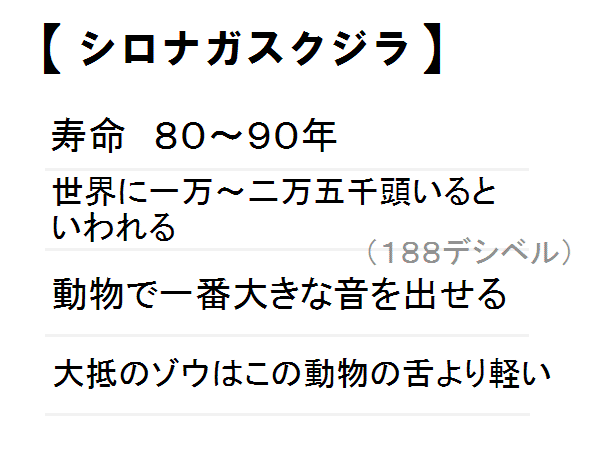 【シロナガスクジラ】
寿命　８０～９０年
世界に一万～二万五千頭いると
いわれる
（１８８デシベル）
動物で一番大きな音を出せる
大抵のゾウはこの動物の舌より軽い